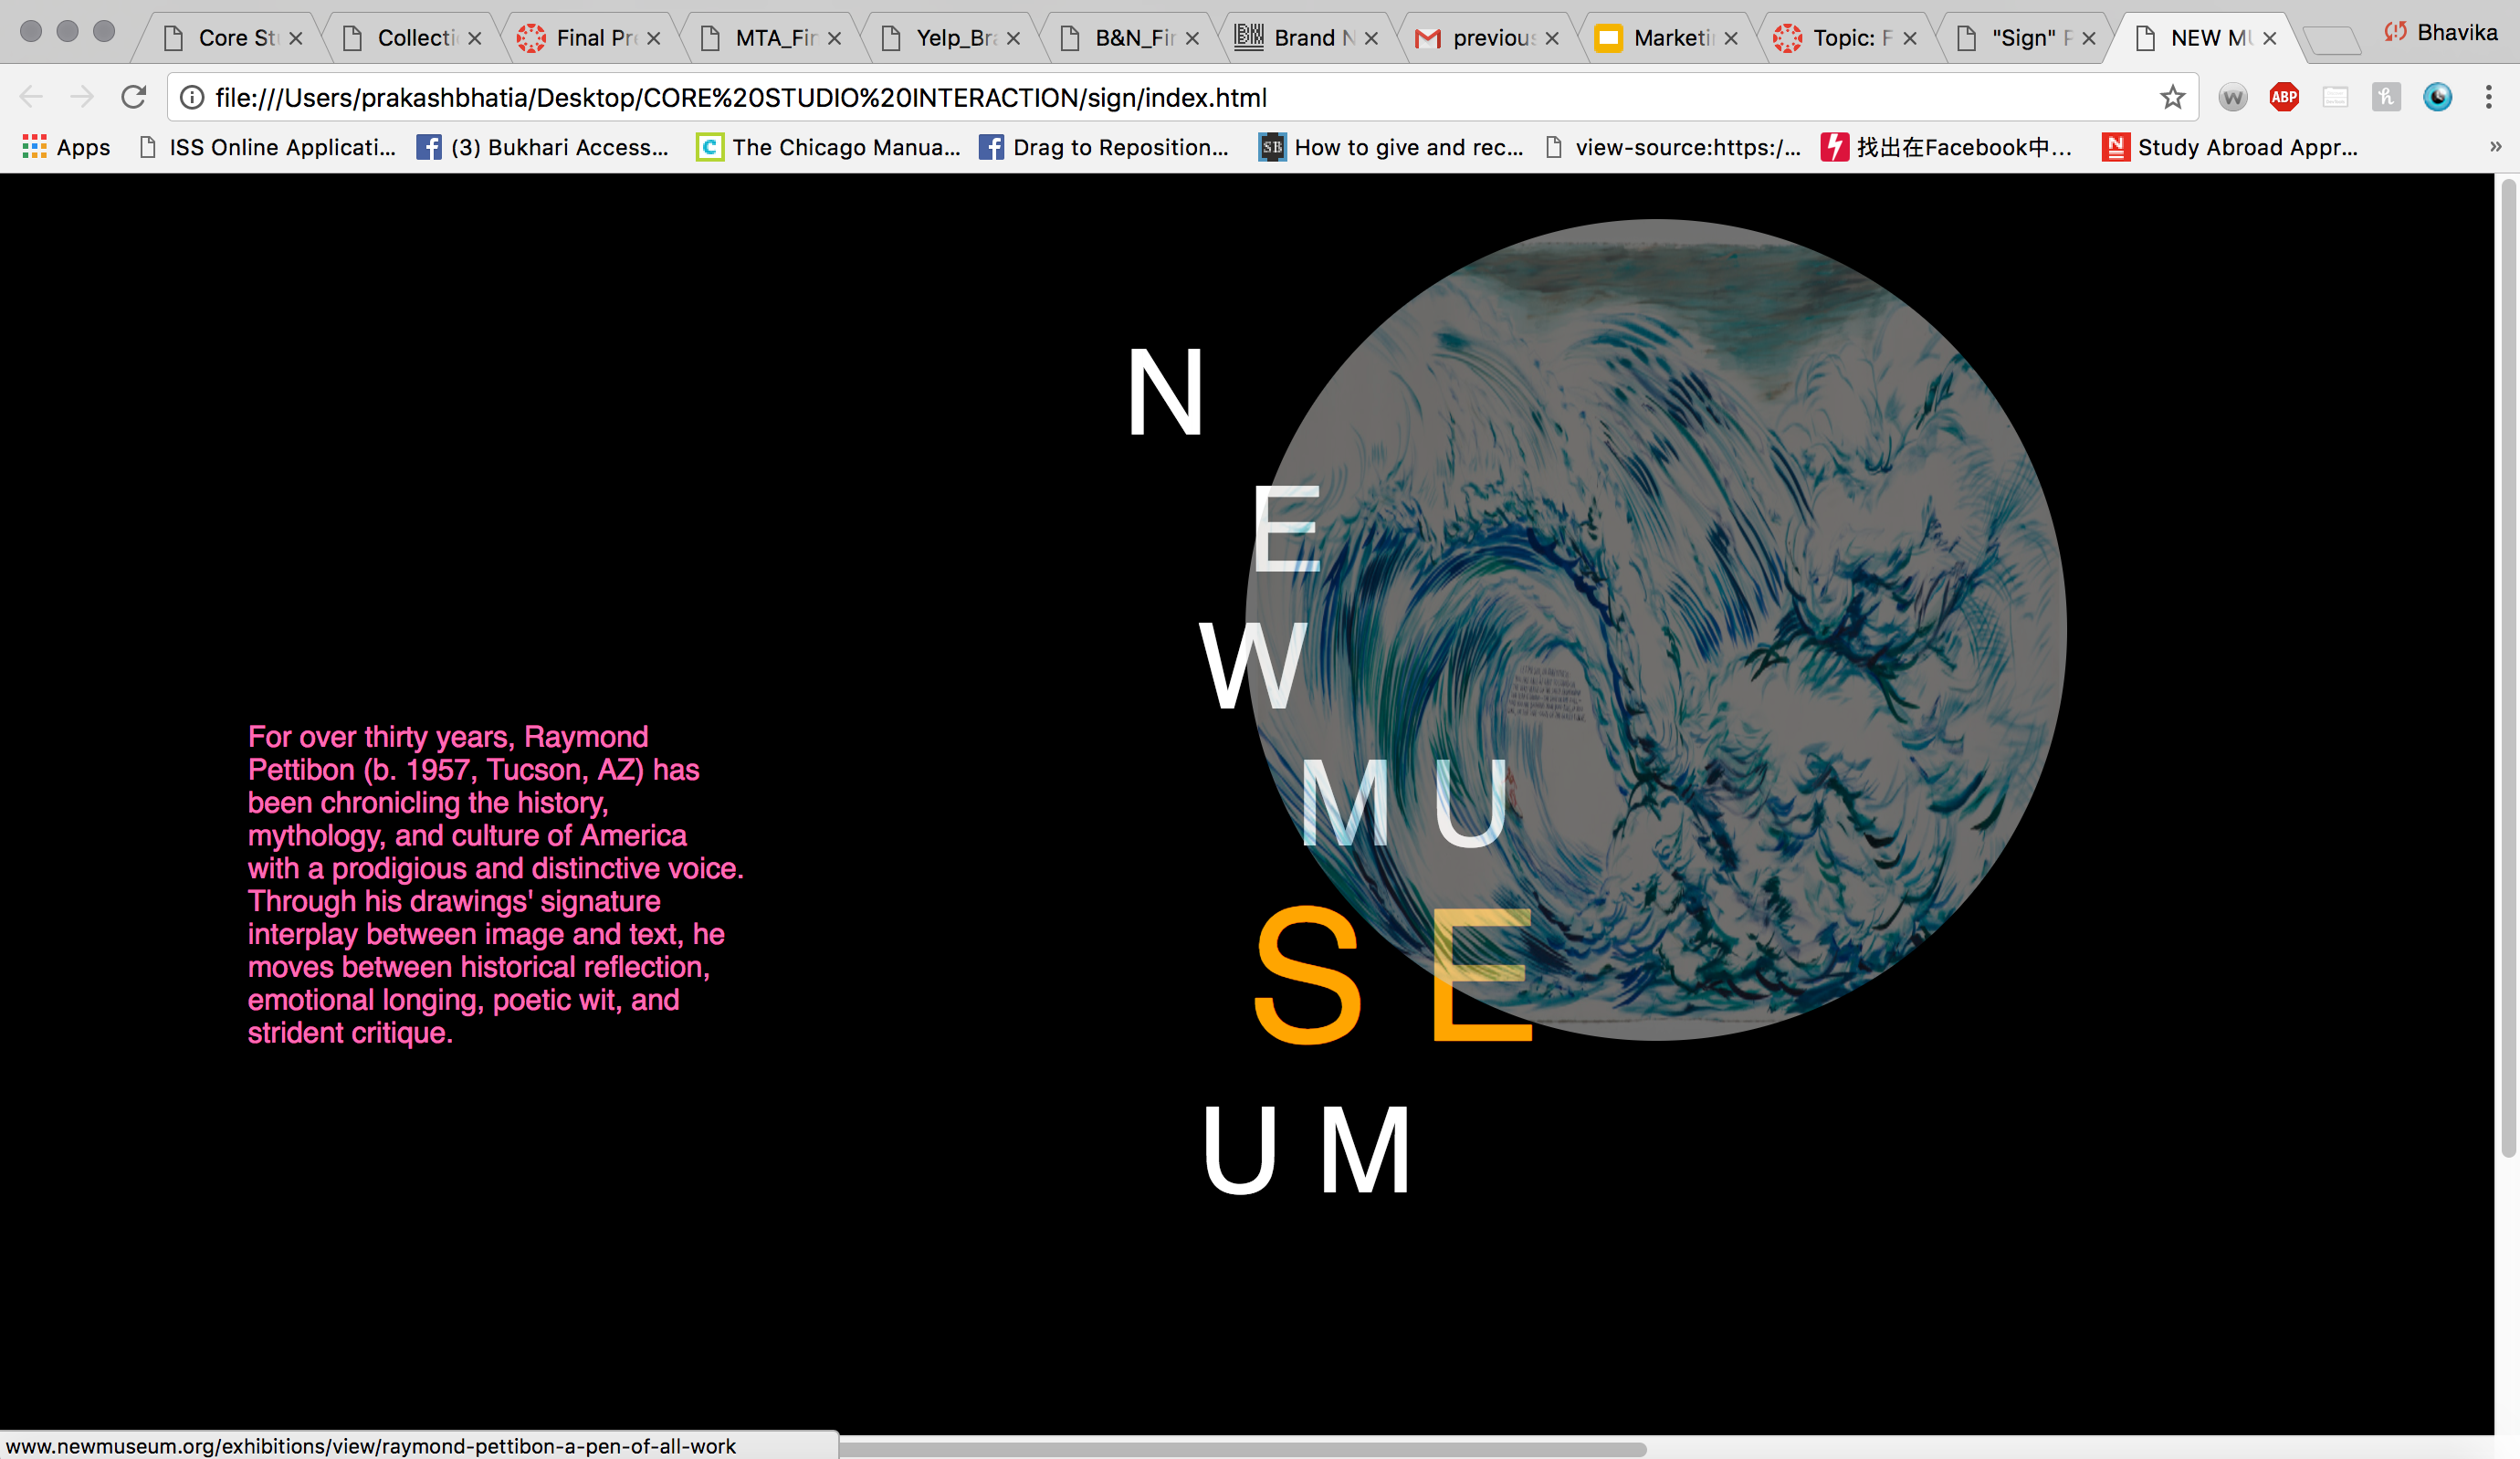 Core St
Collecti
Final Pre
MTA_Fir
Yelp_Bra
B&N_Fir
Brand N
previous
Marketi
Topic: F
"Sign" P
NEW MU
Bhavika
file:///Users/prakashbhatia/Desktop/CORE%20STUDIO%20INTERACTION/sign/index.html
W
ABP
h
Apps
ISS Online Applicati...
(3) Bukhari Access...
C
The Chicago Manua...
Drag to Reposition...
SB
How to give and rec...
view-source:https:/...
找出在Facebook中...
N
Study Abroad Appr...
»
N
E
W
M U
S E
U M
For over thirty years, Raymond
Pettibon (b. 1957, Tucson, AZ) has
been chronicling the history,
mythology, and culture of America
with a prodigious and distinctive voice.
Through his drawings' signature
interplay between image and text, he
moves between historical reflection,
emotional longing, poetic wit, and
strident critique.
www.newmuseum.org/exhibitions/view/raymond-pettibon-a-pen-of-all-work